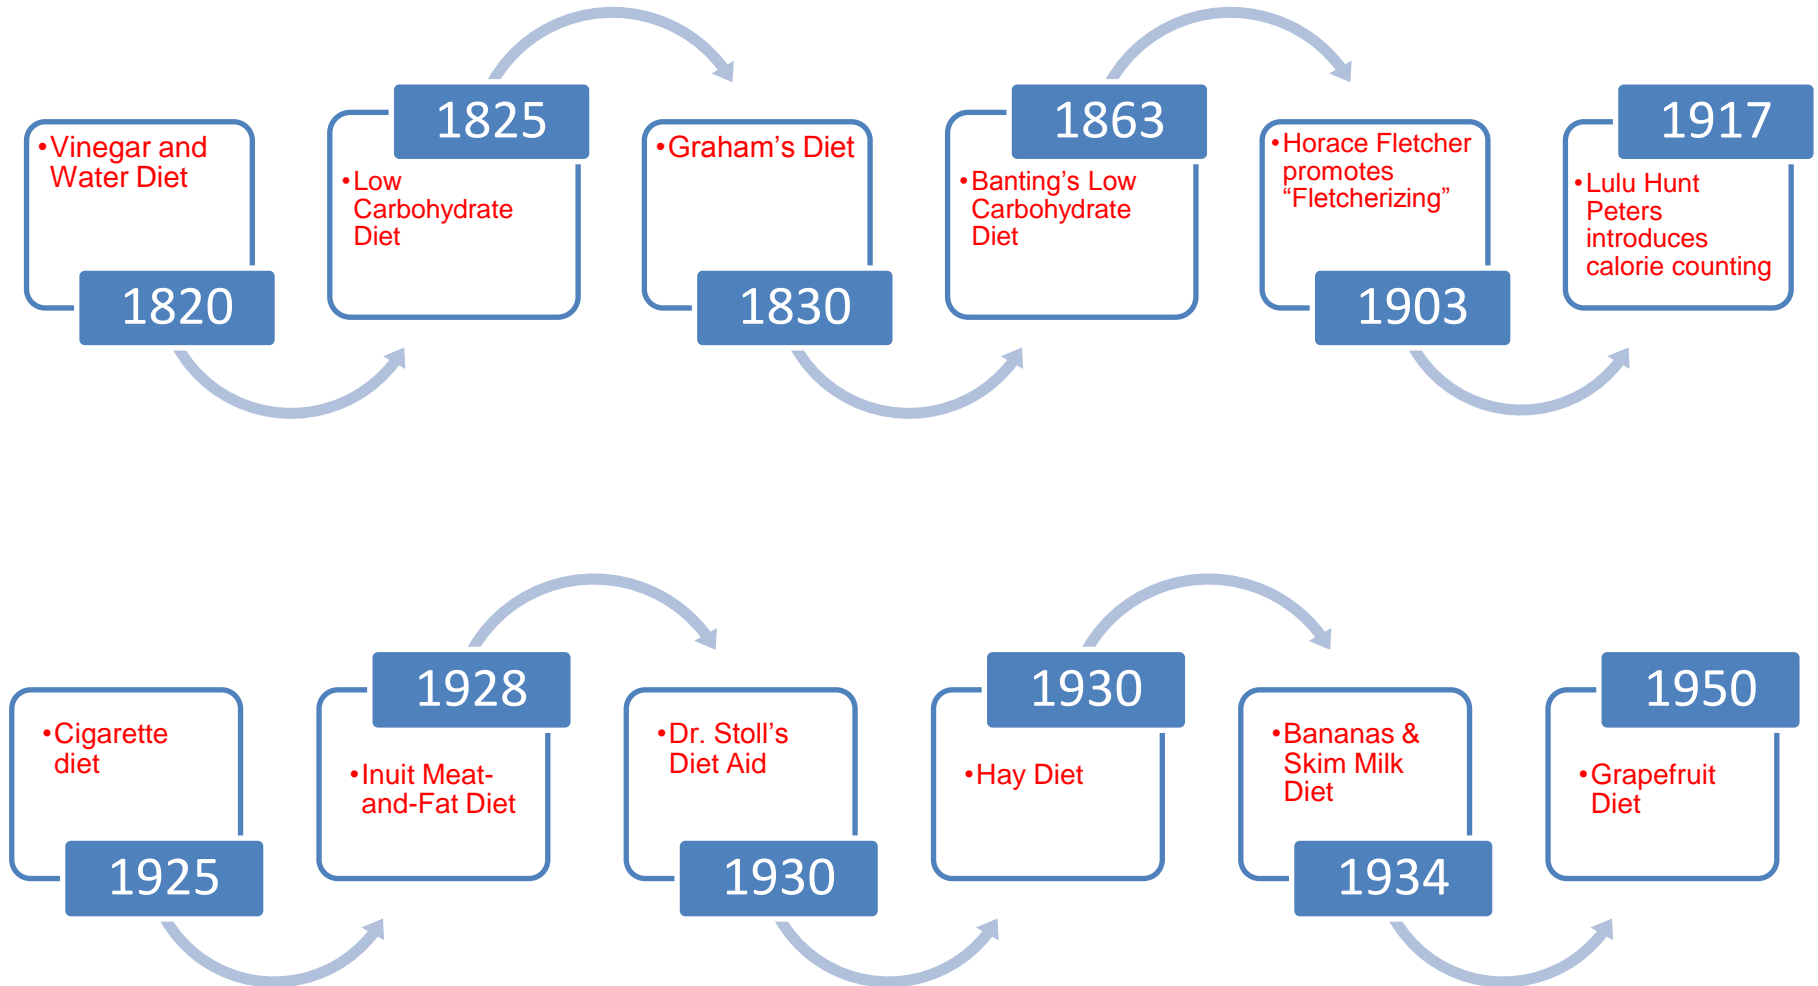 •Vinegar and
Water Diet
1820
1825
•Low
Carbohydrate
Diet
•Graham’s Diet
1830
1863
•Banting’s Low
Carbohydrate
Diet
•Horace Fletcher
promotes
“Fletcherizing”
1903
1917
•Lulu Hunt
Peters
introduces
calorie counting
•Cigarette
diet
1925
1928
•Inuit Meat-
and-Fat Diet
•Dr. Stoll’s
Diet Aid
1930
1930
•Hay Diet
•Bananas &
Skim Milk
Diet
1934
1950
•Grapefruit
Diet